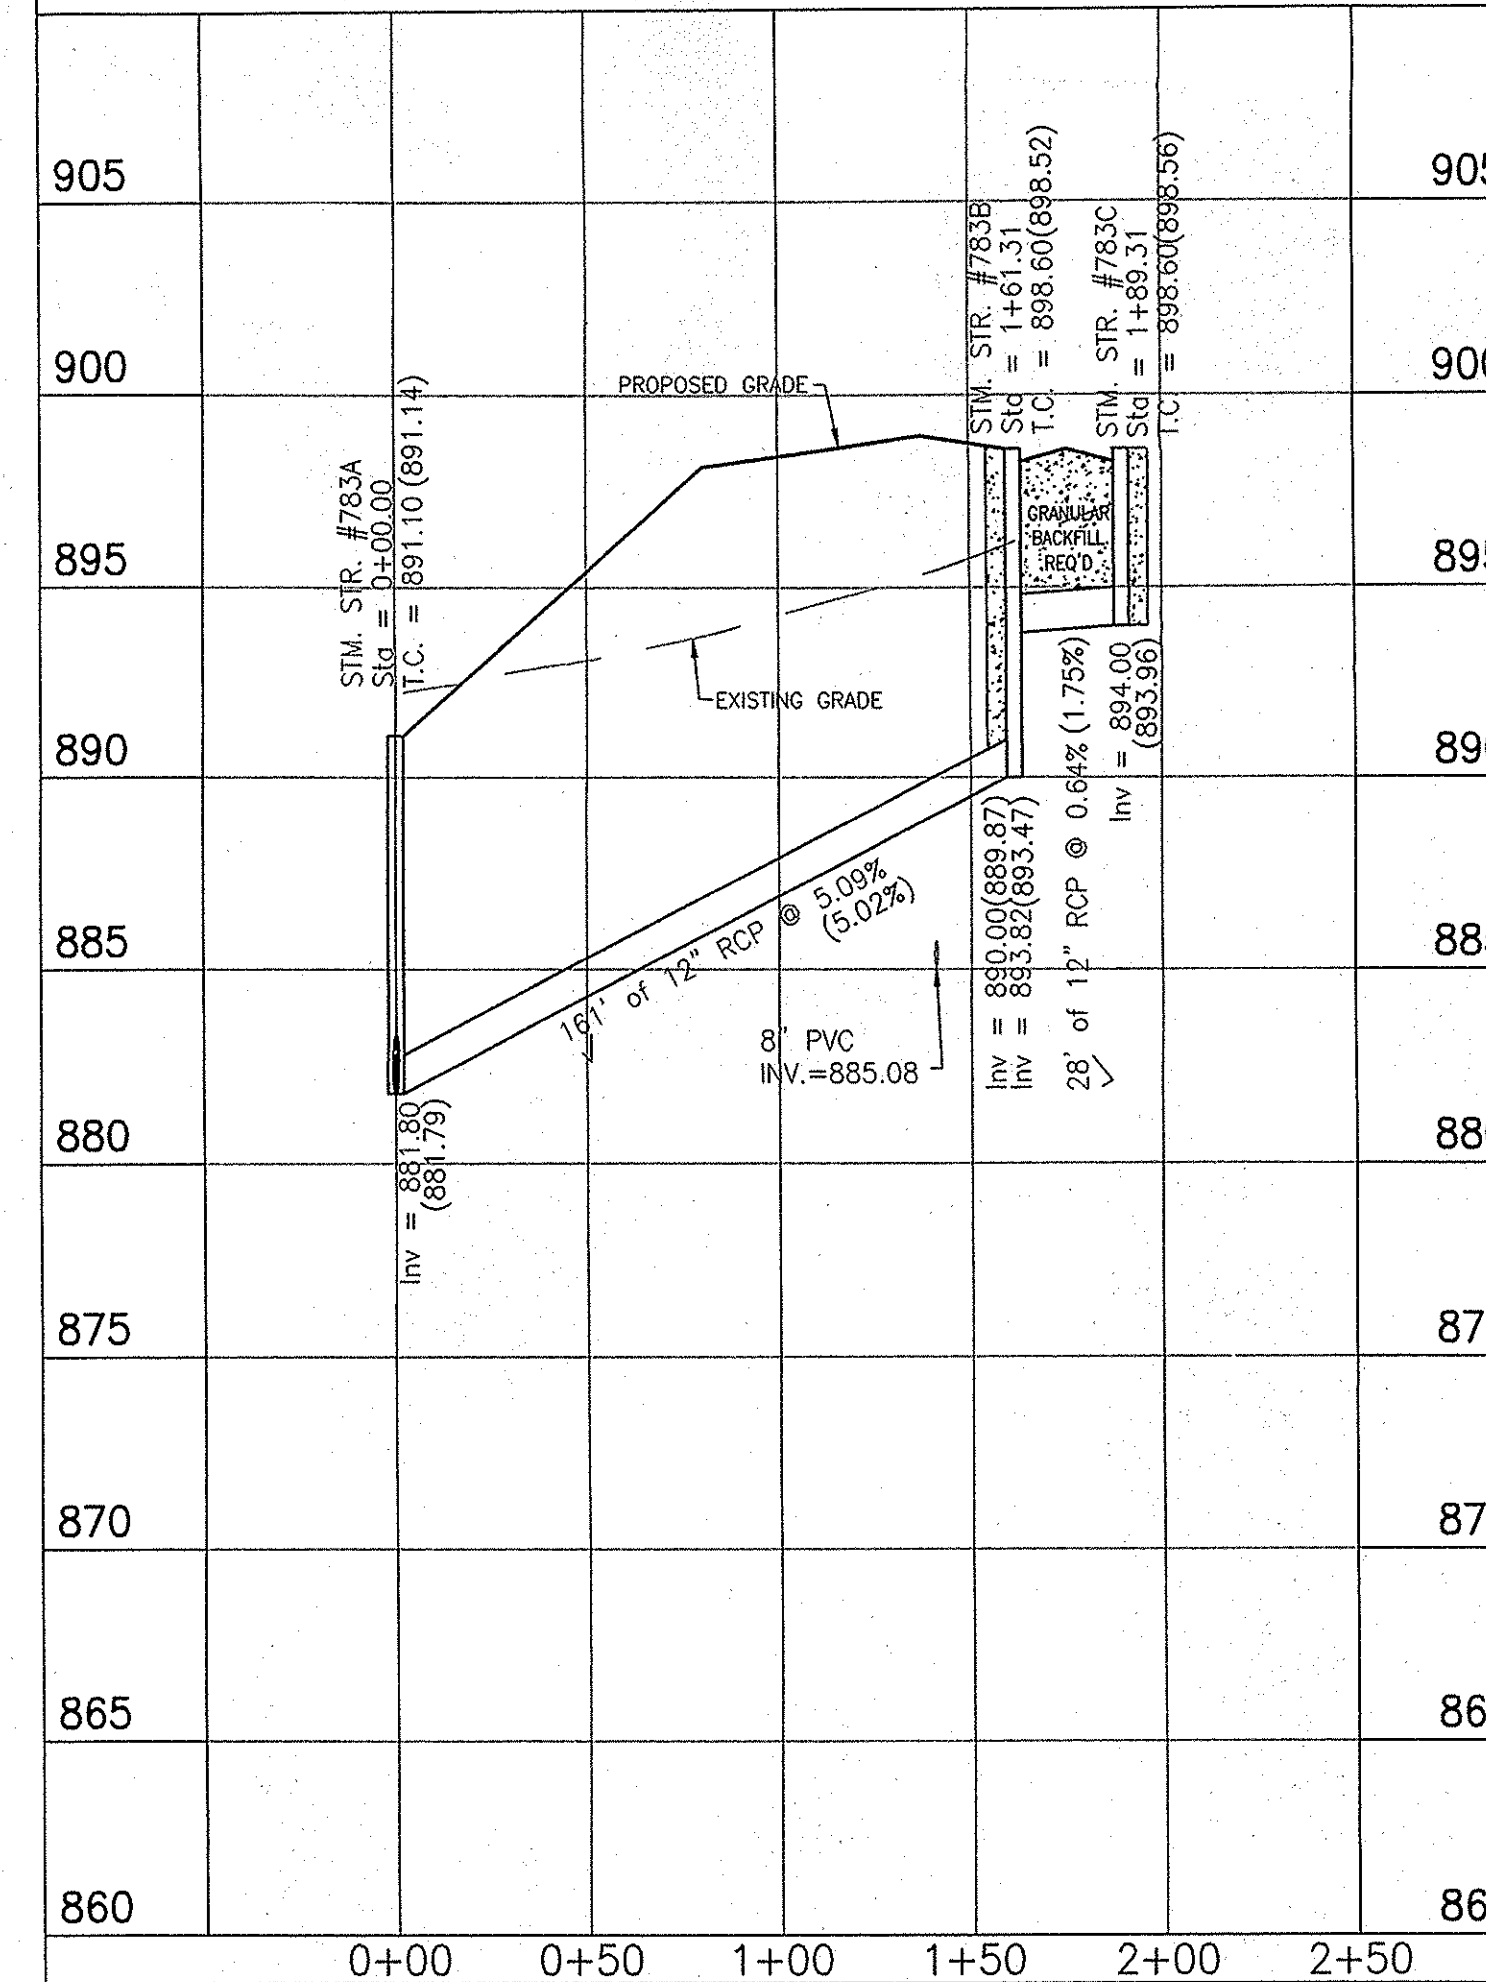 905
900
895
890
885
880
875
870
865
860
STM. STR. #783A
Sta = 0+00.00
T.C. = 891.10 (891.14)
PROPOSED GRADE
EXISTING GRADE
STM. STR. #783B
Sta = 1+61.31
T.C. = 898.60(898.52)
STM. STR. #783C
Sta = 1+89.31
T.C. = 898.60(898.56)
GRANULAR
BACKFILL
REQ'D
161' of 12" RCP @ 5.09%
(5.02%)
8" PVC
INV.=885.08
Inv = 881.80
(881.79)
Inv = 890.00(889.87)
Inv = 893.82(893.47)
28' of 12" RCP @ 0.64% (1.75%)
Inv = 894.00
(893.96)
905
900
895
890
88
880
87
87
86
86
0+00 0+50 1+00 1+50 2+00 2+50